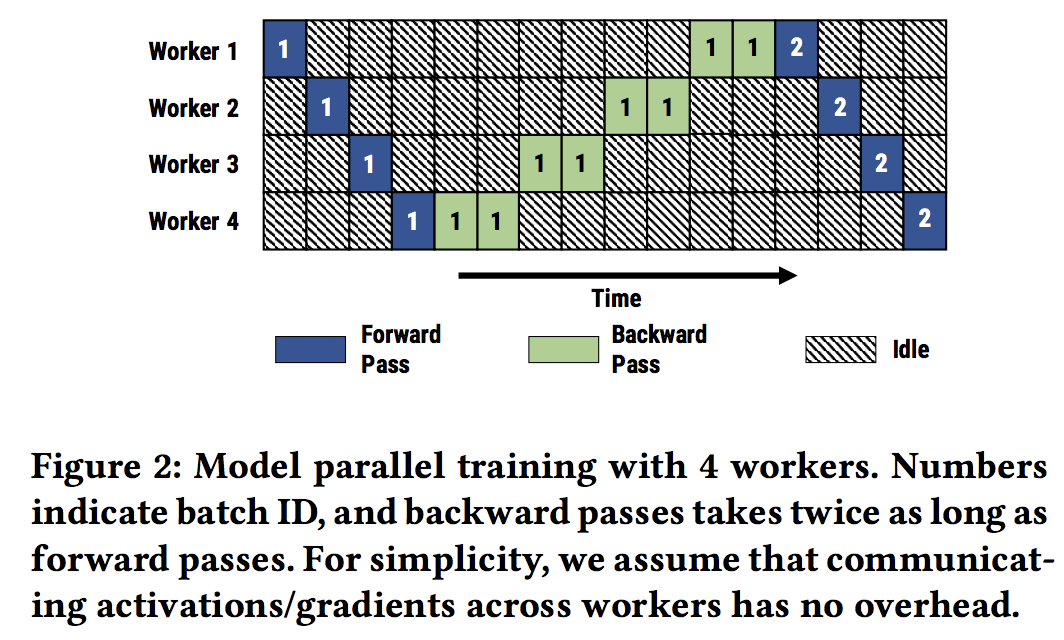 Worker 1 1 1 1 2
Worker 2 1 1 1 2
Worker 3 1 1 1 2
Worker 4 1 1 1 2
Time
Forward Pass
Backward Pass
Idle
Figure 2: Model parallel training with 4 workers. Numbers
indicate batch ID, and backward passes takes twice as long as
forward passes. For simplicity, we assume that communicat-
ing activations/gradients across workers has no overhead.